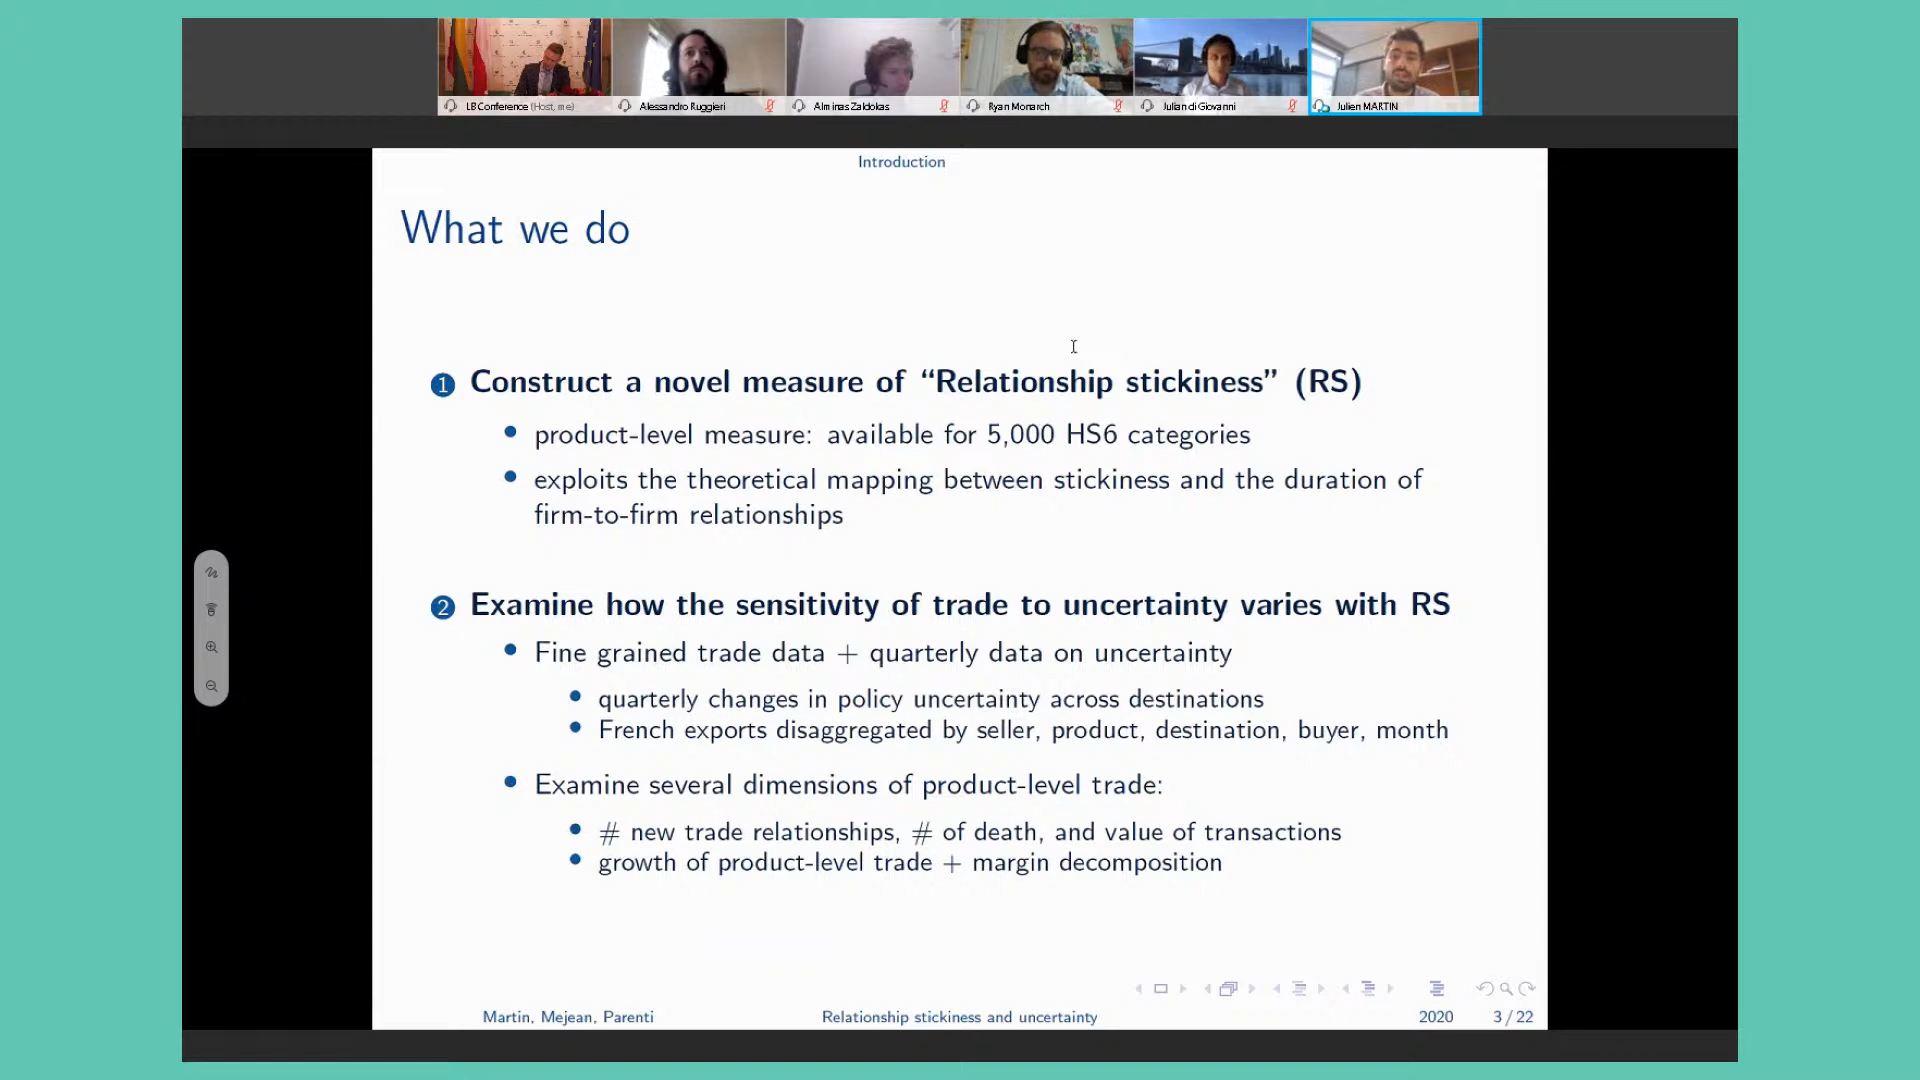 LB Conference (Host, me)
Alessandro Ruggieri
Alminas Zaldokas
Ryan Monarch
Julian di Giovanni
Julien MARTIN
Introduction
What we do
1 Construct a novel measure of “Relationship stickiness” (RS)
• product-level measure: available for 5,000 HS6 categories
• exploits the theoretical mapping between stickiness and the duration of
firm-to-firm relationships
2 Examine how the sensitivity of trade to uncertainty varies with RS
• Fine grained trade data + quarterly data on uncertainty
• quarterly changes in policy uncertainty across destinations
• French exports disaggregated by seller, product, destination, buyer, month
• Examine several dimensions of product-level trade:
• # new trade relationships, # of death, and value of transactions
• growth of product-level trade + margin decomposition
Martin, Mejean, Parenti
Relationship stickiness and uncertainty
2020
3 / 22